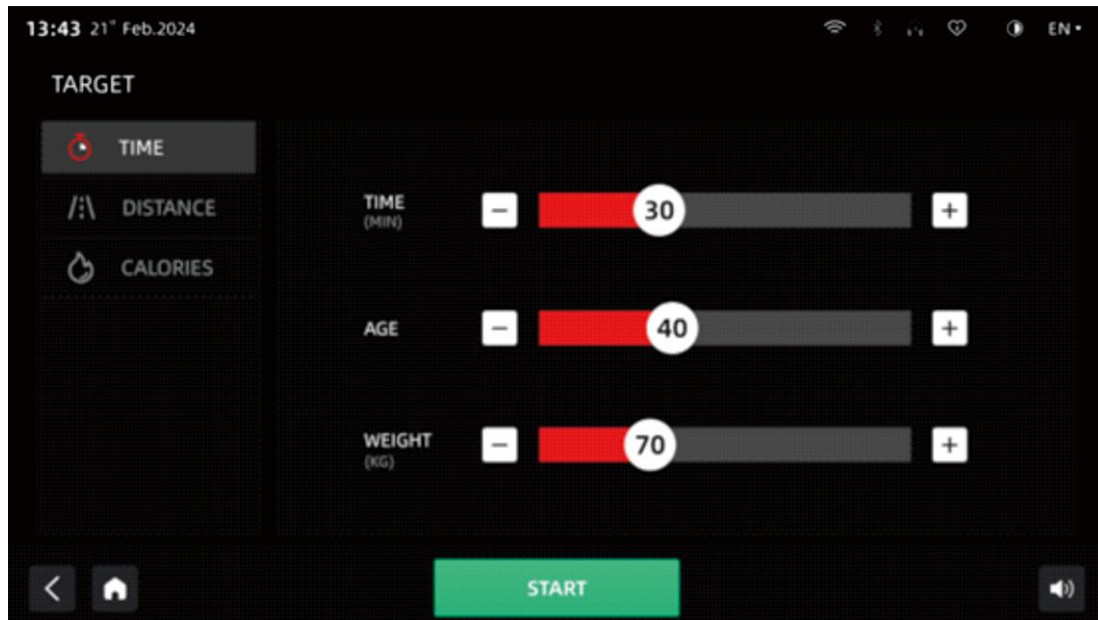 13:43 21" Feb.2024
EN
TARGET
TIME
DISTANCE
CALORIES
TIME
(MIN)
− 30 +
AGE
− 40 +
WEIGHT
(KG)
− 70 +
START